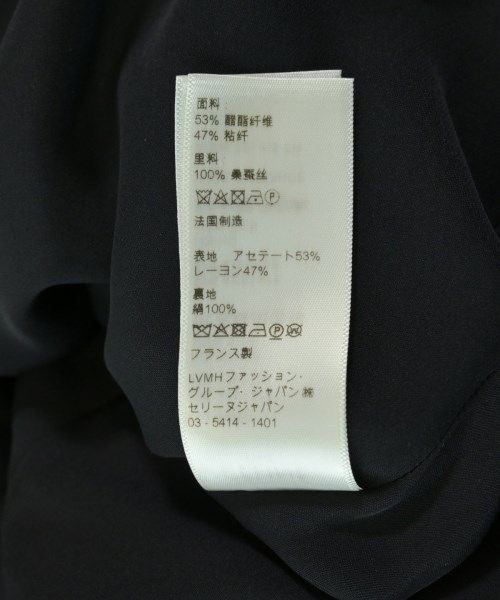 面料:
53% 醋酯纤维
47% 粘纤
里料:
100% 桑蚕丝
法国制造
表地 アセテート53%
レーヨン47%
裏地
絹100%
フランス製
LVMHファッション・
グループ・ジャパン㈱
セリーヌジャパン
03 - 5414 - 1401